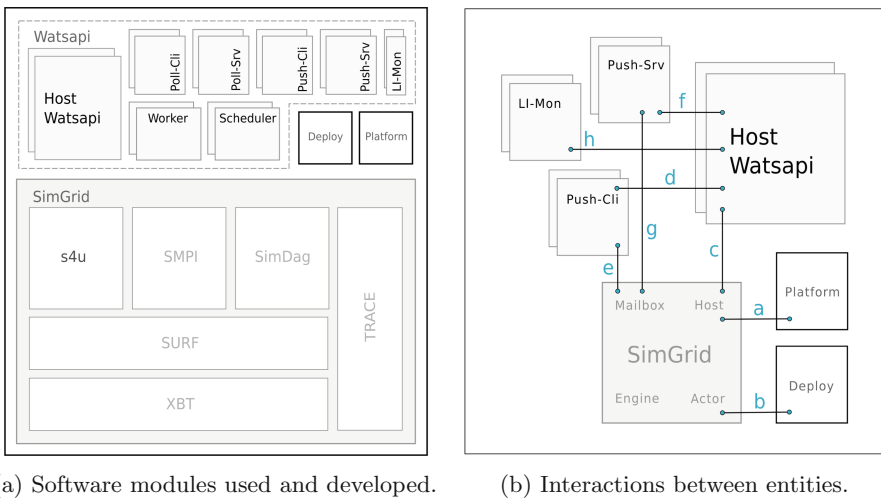 Watsapi
Host
Watsapi
Poll-Cli
Poll-Srv
Push-Cli
Push-Srv
LI-Mon
Worker
Scheduler
Deploy
Platform
SimGrid
s4u
SMPI
SimDag
TRACE
SURF
XBT
a) Software modules used and developed.
Push-Srv
LI-Mon
f
Host
Watsapi
h
d
Push-Cli
g
c
e
Mailbox
Host
Platform
a
SimGrid
Engine
Actor
b
Deploy
(b) Interactions between entities.